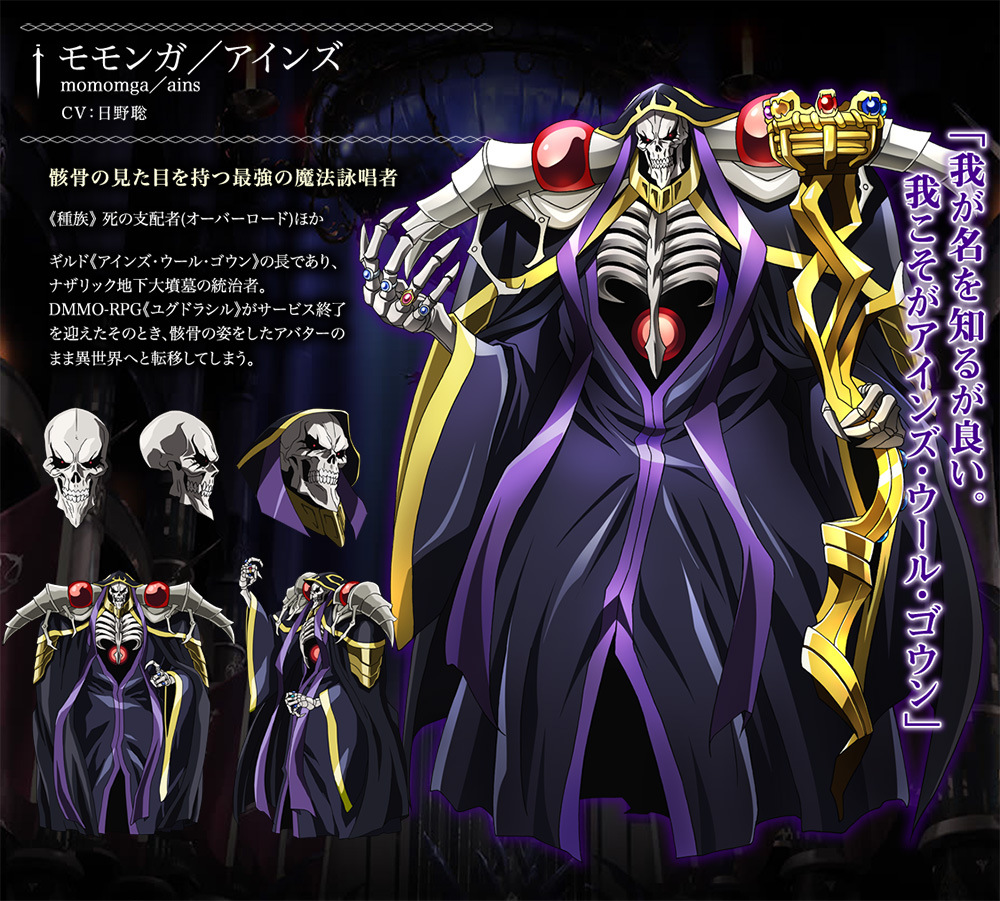 モモンガ／アインズ
momomga／ains
CV：日野聡
骸骨の見た目を持つ最強の魔法詠唱者
《種族》 死の支配者(オーバーロード)ほか
ギルド《アインズ・ウール・ゴウン》の長であり、
ナザリック地下大墳墓の統治者。
DMMO-RPG《ユグドラシル》がサービス終了
を迎えたそのとき、骸骨の姿をしたアバターの
まま異世界へと転移してしまう。
『我が名を知るが良い。
我こそがアインズ・ウール・ゴウン』